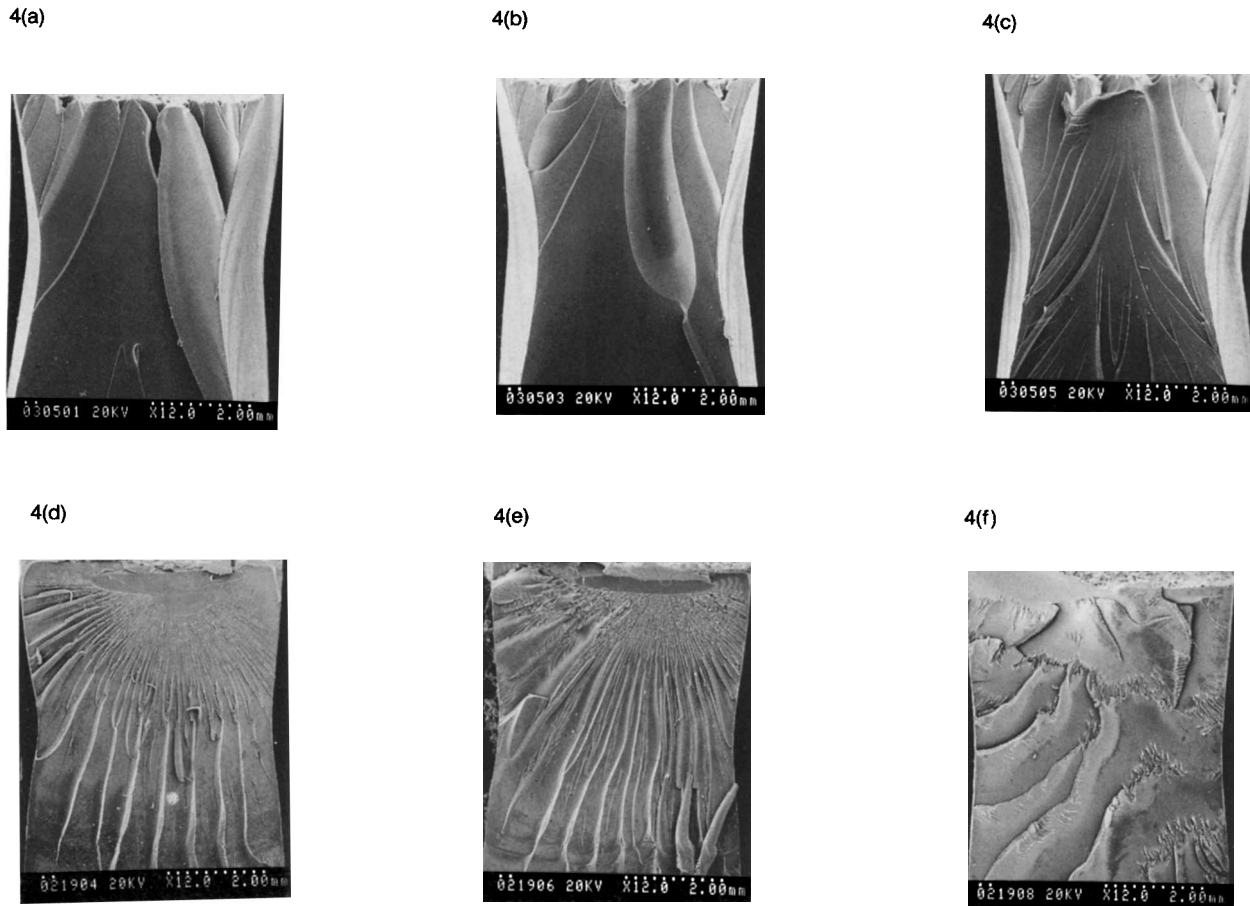 4(a)
4(b)
4(c)
030501 20KV X12.0 2.00mm
030503 20KV X12.0 2.00mm
030505 20KV X12.0 2.00mm
4(d)
4(e)
4(f)
021904 20KV X12.0 2.00mm
021906 20KV X12.0 2.00mm
021908 20KV X12.0 2.00mm